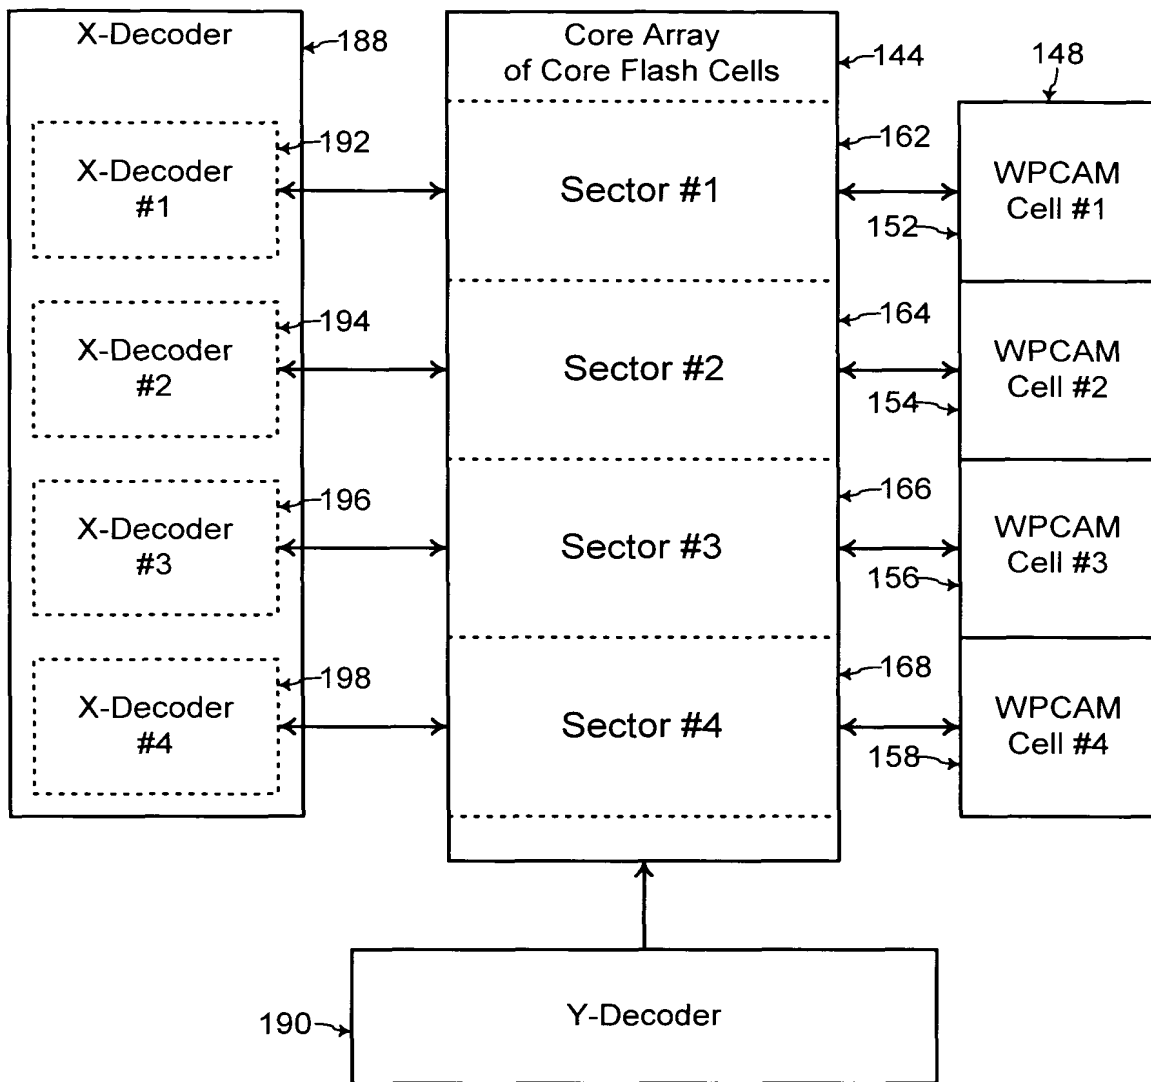 X-Decoder
188
X-Decoder
#1
192
X-Decoder
#2
194
X-Decoder
#3
196
X-Decoder
#4
198
Core Array
of Core Flash Cells
144
Sector #1
162
Sector #2
164
Sector #3
166
Sector #4
168
148
WPCAM
Cell #1
152
WPCAM
Cell #2
154
WPCAM
Cell #3
156
WPCAM
Cell #4
158
Y-Decoder
190